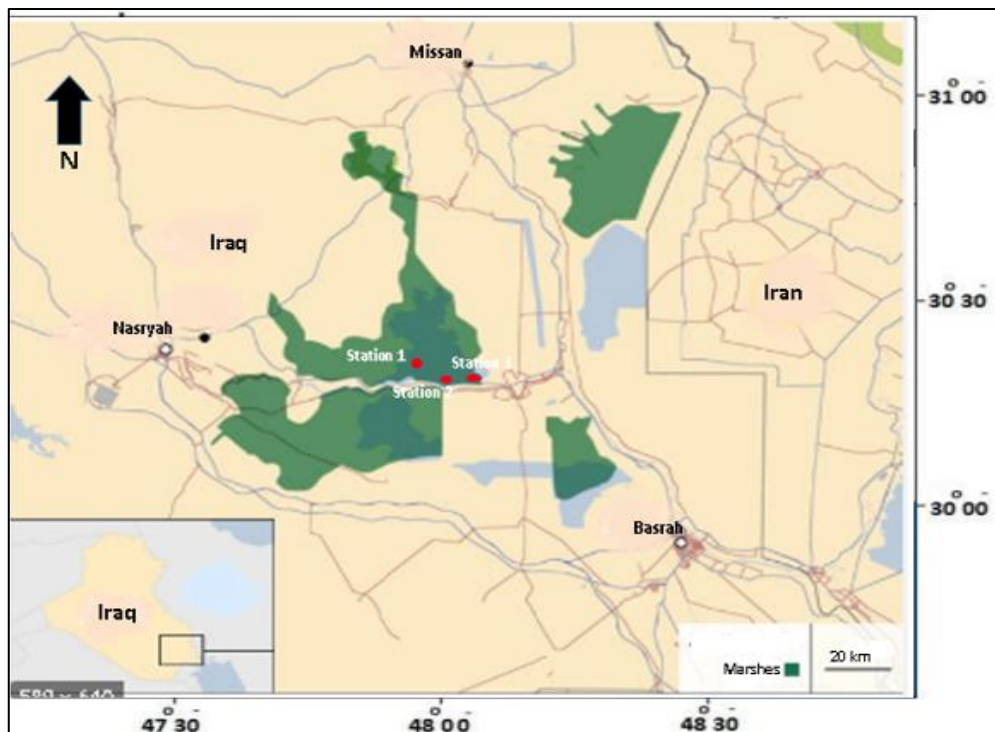 Missan
31° 00'
N
Iraq
Iran
30° 30'
Nasryah
Station 1
Station
Station 2
30° 00'
Basrah
Iraq
Marshes
20 km
47° 30'
48° 00'
48° 30'